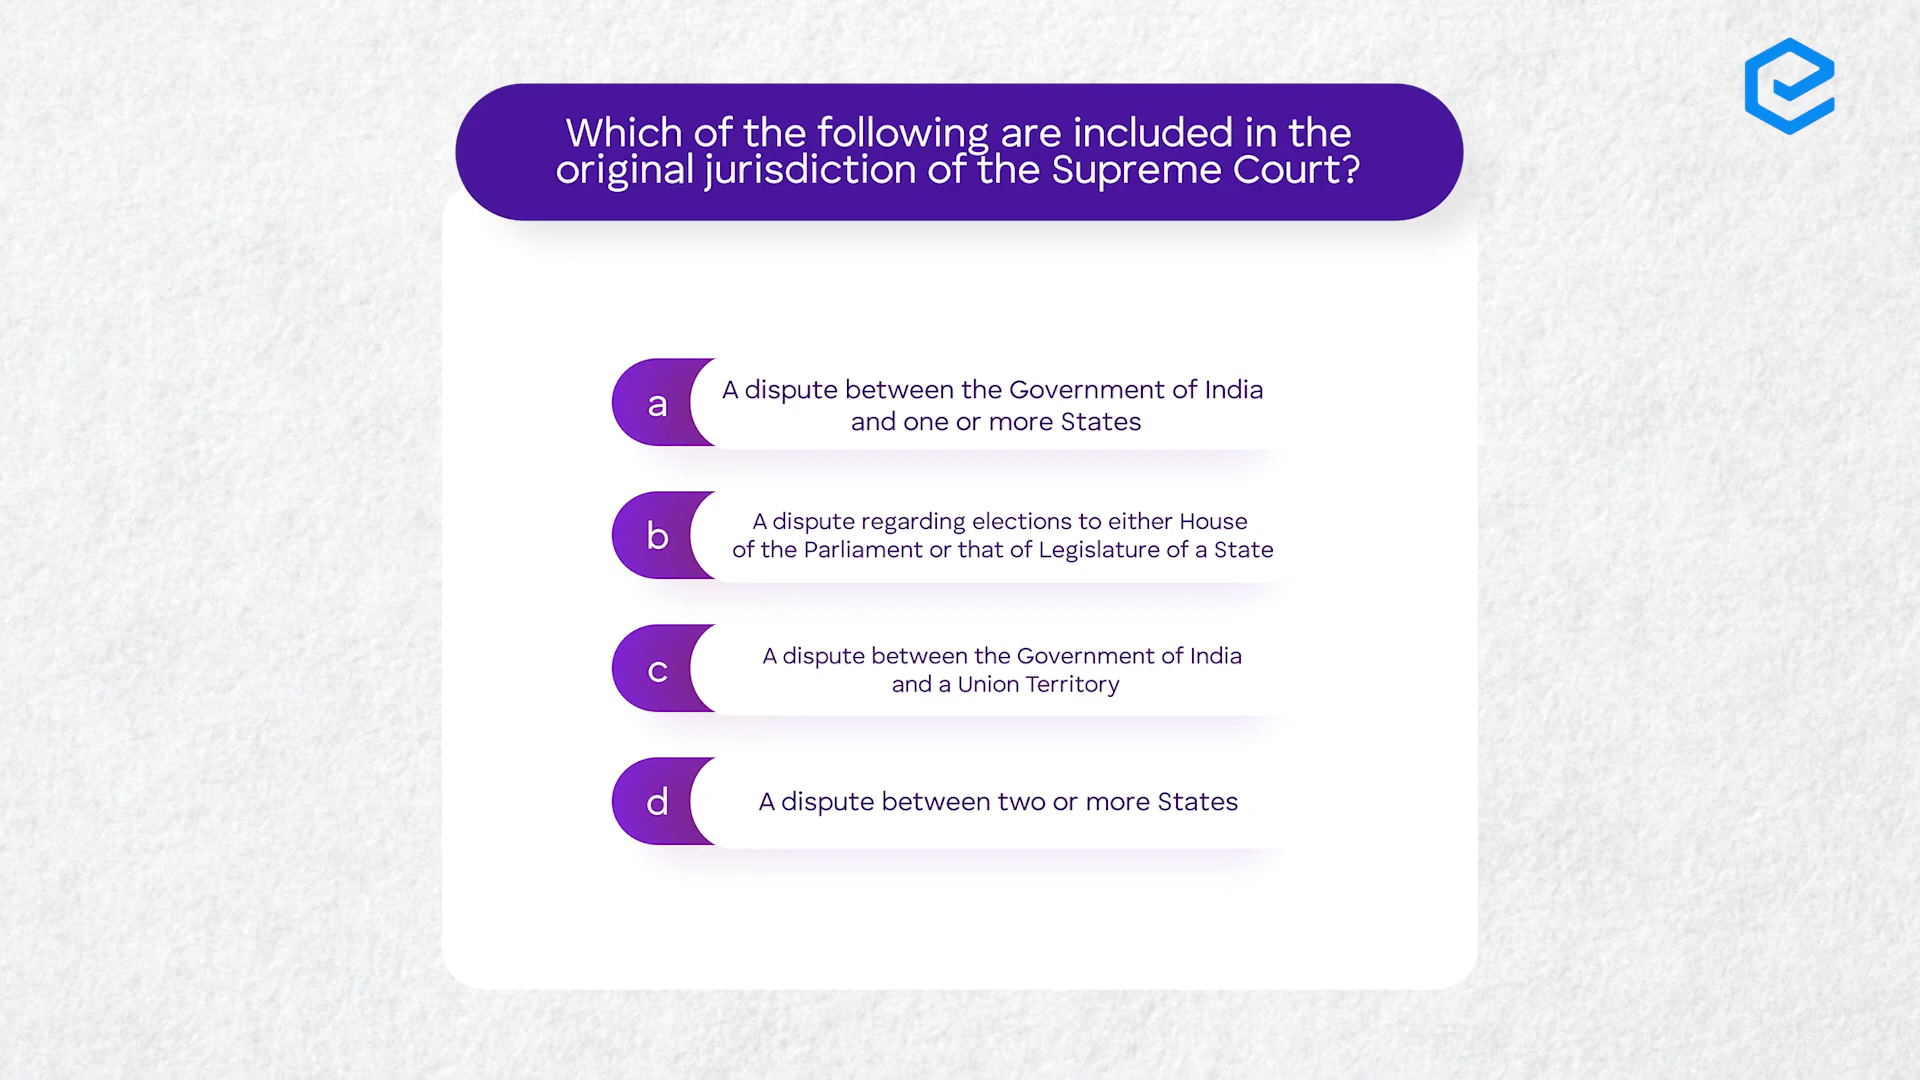 Which of the following are included in the
original jurisdiction of the Supreme Court?
a
A dispute between the Government of India
and one or more States
b
A dispute regarding elections to either House
of the Parliament or that of Legislature of a State
c
A dispute between the Government of India
and a Union Territory
d
A dispute between two or more States